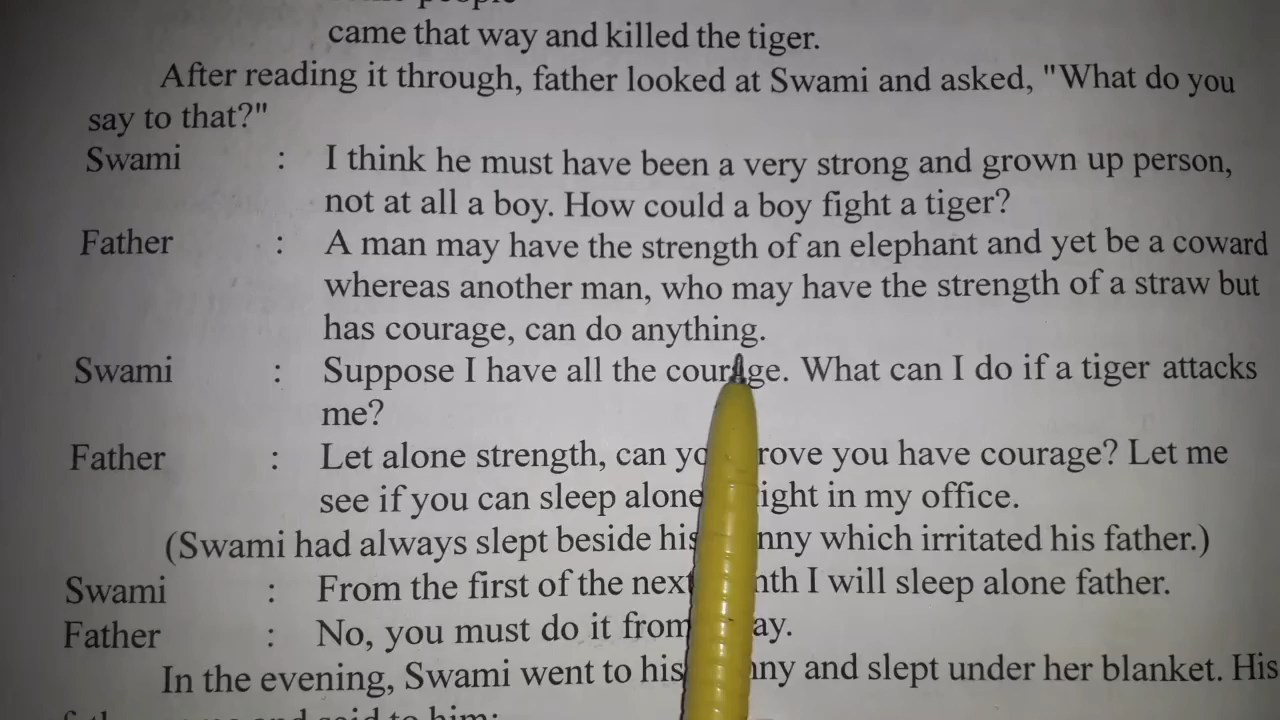 came that way and killed the tiger.
After reading it through, father looked at Swami and asked, "What do you
say to that?"
Swami : I think he must have been a very strong and grown up person,
not at all a boy. How could a boy fight a tiger?
Father : A man may have the strength of an elephant and yet be a coward
whereas another man, who may have the strength of a straw but
has courage, can do anything.
Swami : Suppose I have all the courage. What can I do if a tiger attacks
me?
Father : Let alone strength, can you have courage? Let me
see if you can sleep alone in my office.
(Swami had always slept beside his which irritated his father.)
Swami : From the first of the next I will sleep alone father.
Father : No, you must do it from
In the evening, Swami went to his and slept under her blanket. His
said to him: